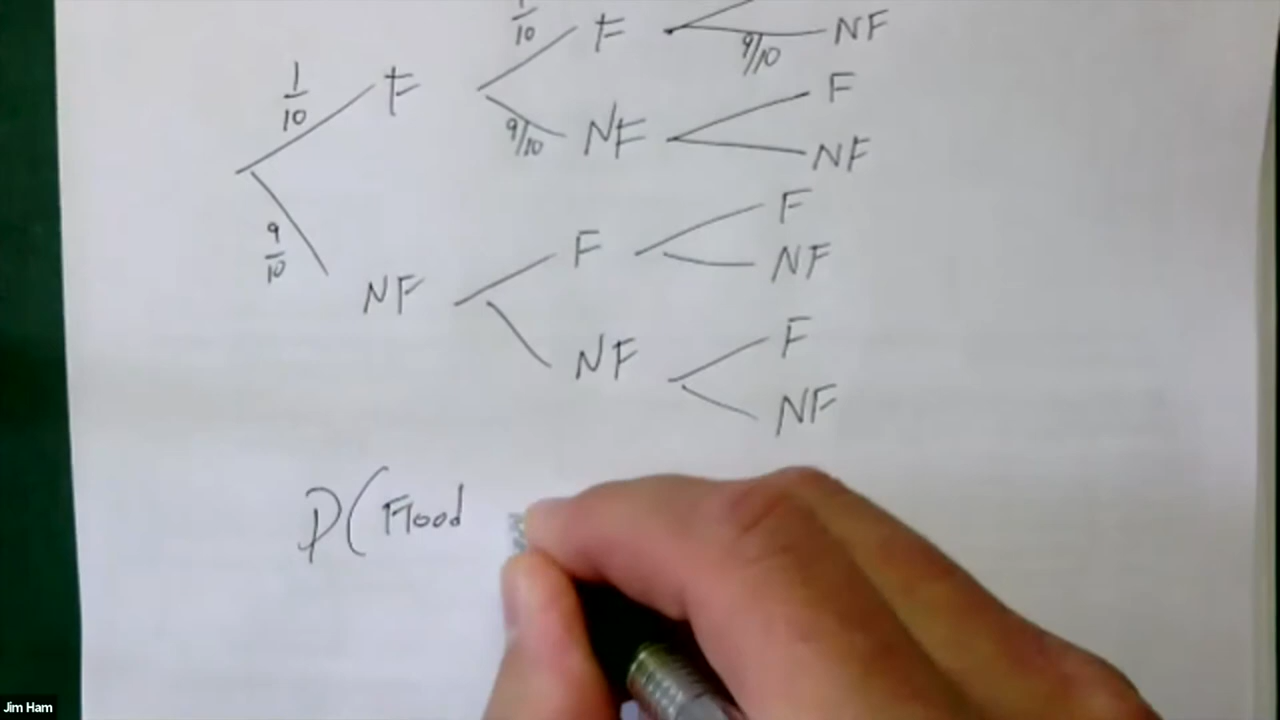 1/10 F NF
9/10
1/10 F F
9/10 NF NF
9/10 F F
NF
NF NF F
NF
P(Flood
Jim Ham